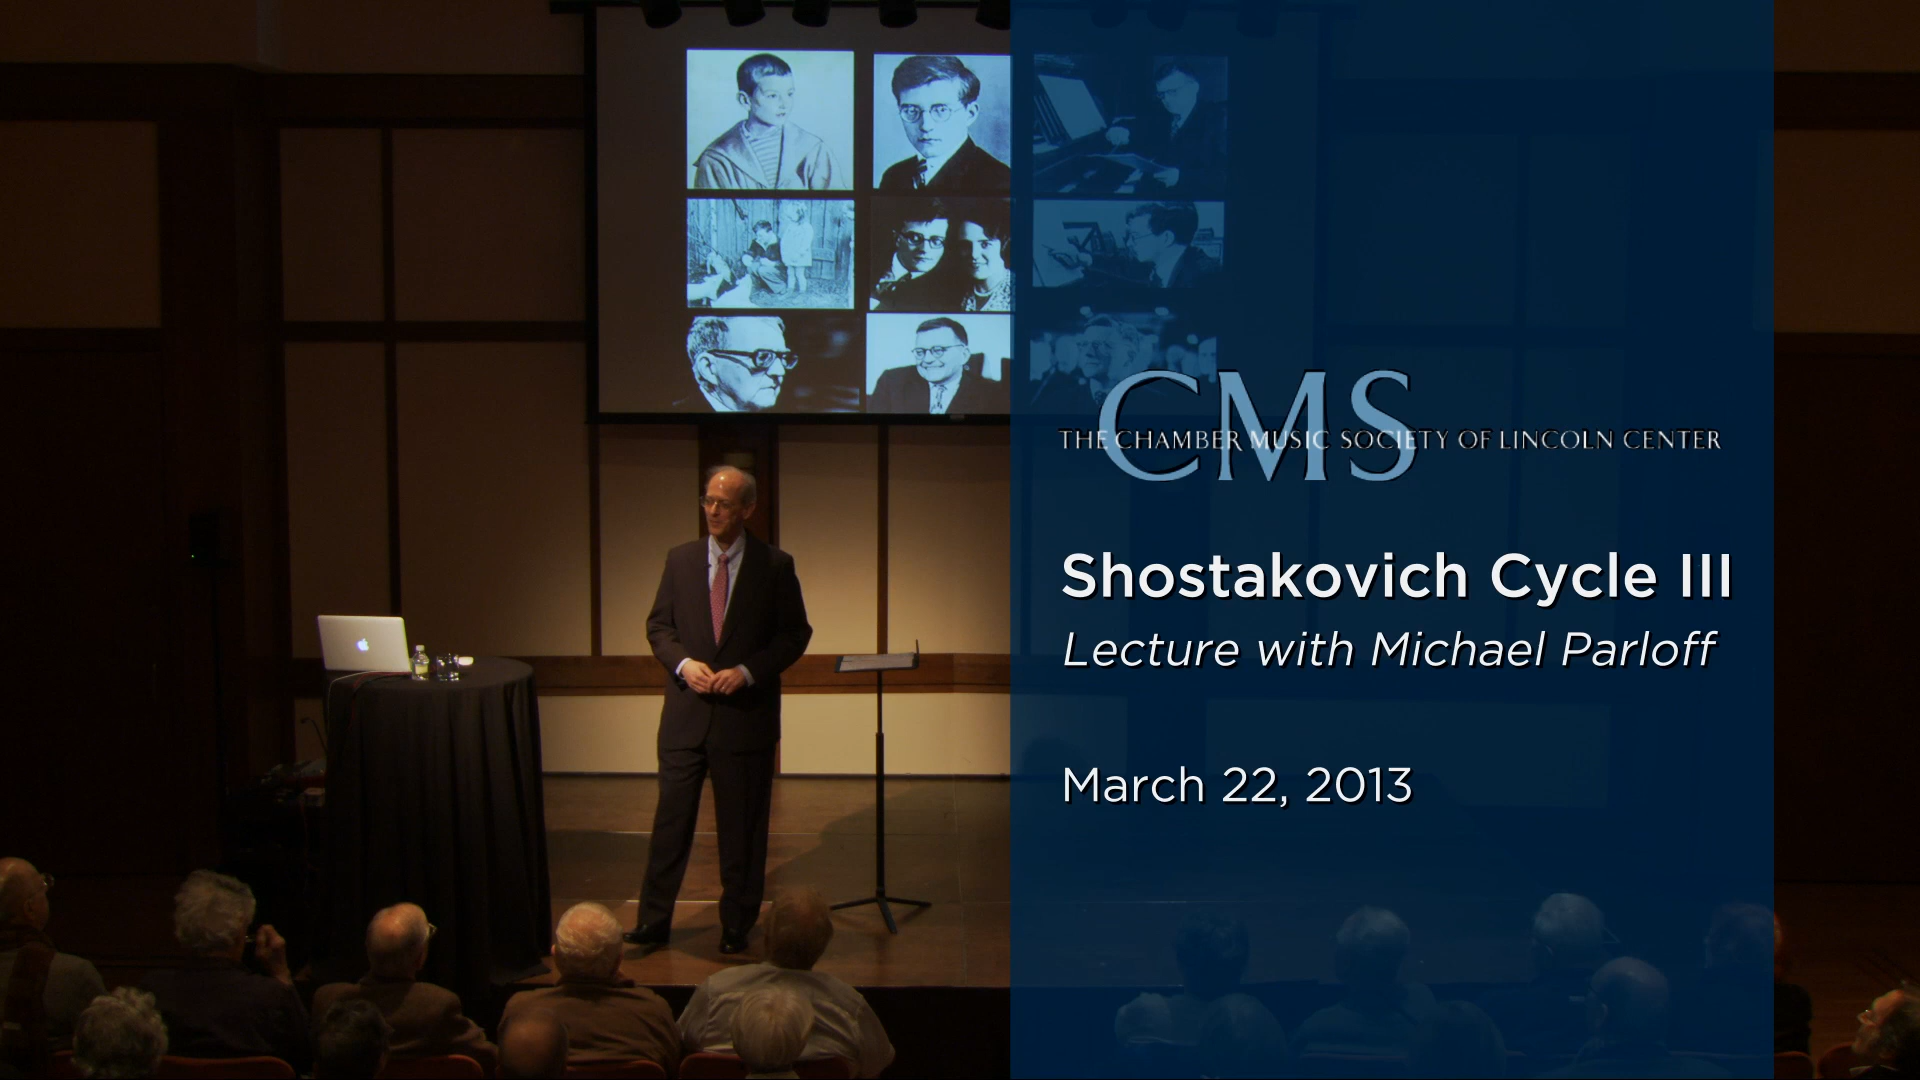 CMS
THE CHAMBER MUSIC SOCIETY OF LINCOLN CENTER
Shostakovich Cycle III
Lecture with Michael Parloff
March 22, 2013